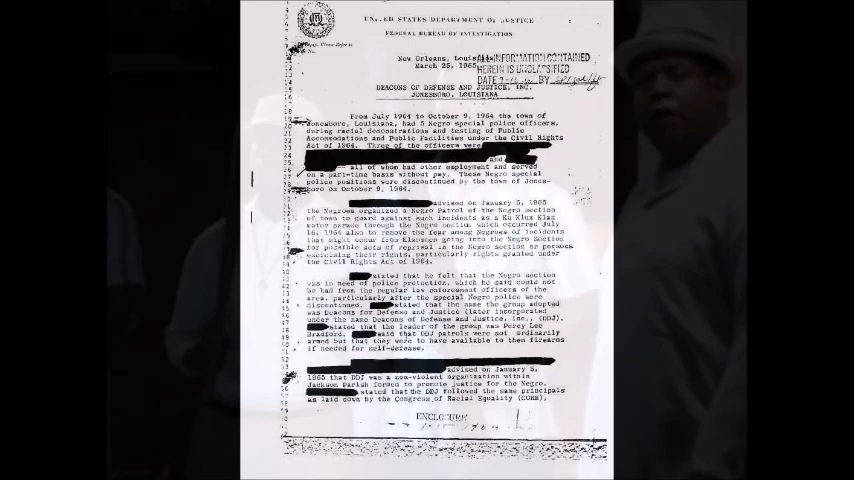 UN..ED STATES DEPARTMENT O. JUSTICE
FEDERAL BUREAU OF INVESTIGATION
Reply, Please Refer to
No.
New Orleans, Louis
ALL INFORMATION CONTAINED
March 25, 1965
HEREIN IS UNCLASSIFIED
DATE BY
DEACONS OF DEFENSE AND JUSTICE, INC.
JONESBORO, LOUISIANA
From July 1964 to October 9, 1964 the town of
Jonesboro, Louisiana, had 5 Negro special police officers,
during racial demonstrations and testing of Public
Accommodations and Public Facilities under the Civil Rights
Act of 1964. Three of the officers were
and
-- all of whom had other employment and served
on a part-time basis without pay. These Negro special
police positions were discontinued by the town of Jones-
boro on October 9, 1964.
advised on January 5, 1965
the Negroes organized a Negro Patrol of the Negro section
of town to guard against such incidents as a Ku Klux Klan
motor parade through the Negro section which occurred July
16, 1964 also to remove the fear among Negroes of incidents
that might occur from Klansmen going into the Negro Section
for possible acts of reprisal in the Negro section or persons
exercising their rights, particularly rights granted under
the Civil Rights Act of 1964.
stated that he felt that the Negro section
was in need of police protection, which he said could not
be had from the regular law enforcement officers of the
area, particularly after the special Negro police were
discontinued. stated that the name the group adopted
was Deacons for Defense and Justice (later incorporated
under the name Deacons of Defense and Justice, Inc., (DDJ).
stated that the leader of the group was Percy Lee
Bradford. said that DDJ patrols were not ordinarily
armed but that they were to have available to them firearms
if needed for self-defense.
advised on January 5,
1965 that DDJ was a non-violent organization within
Jackson Parish formed to promote justice for the Negro.
stated that the DDJ followed the same principals
as laid down by the Congress of Racial Equality (CORE),
ENCLOSURE